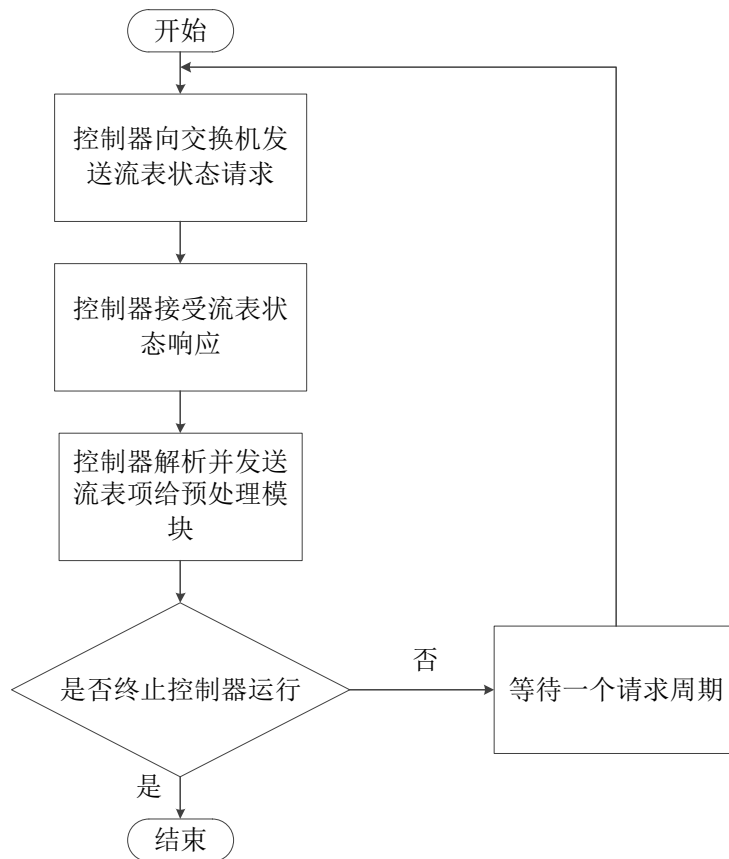 开始
控制器向交换机发
送流表状态请求
控制器接受流表状
态响应
控制器解析并发送
流表项给预处理模
块
是否终止控制器运行
否
等待一个请求周期
是
结束